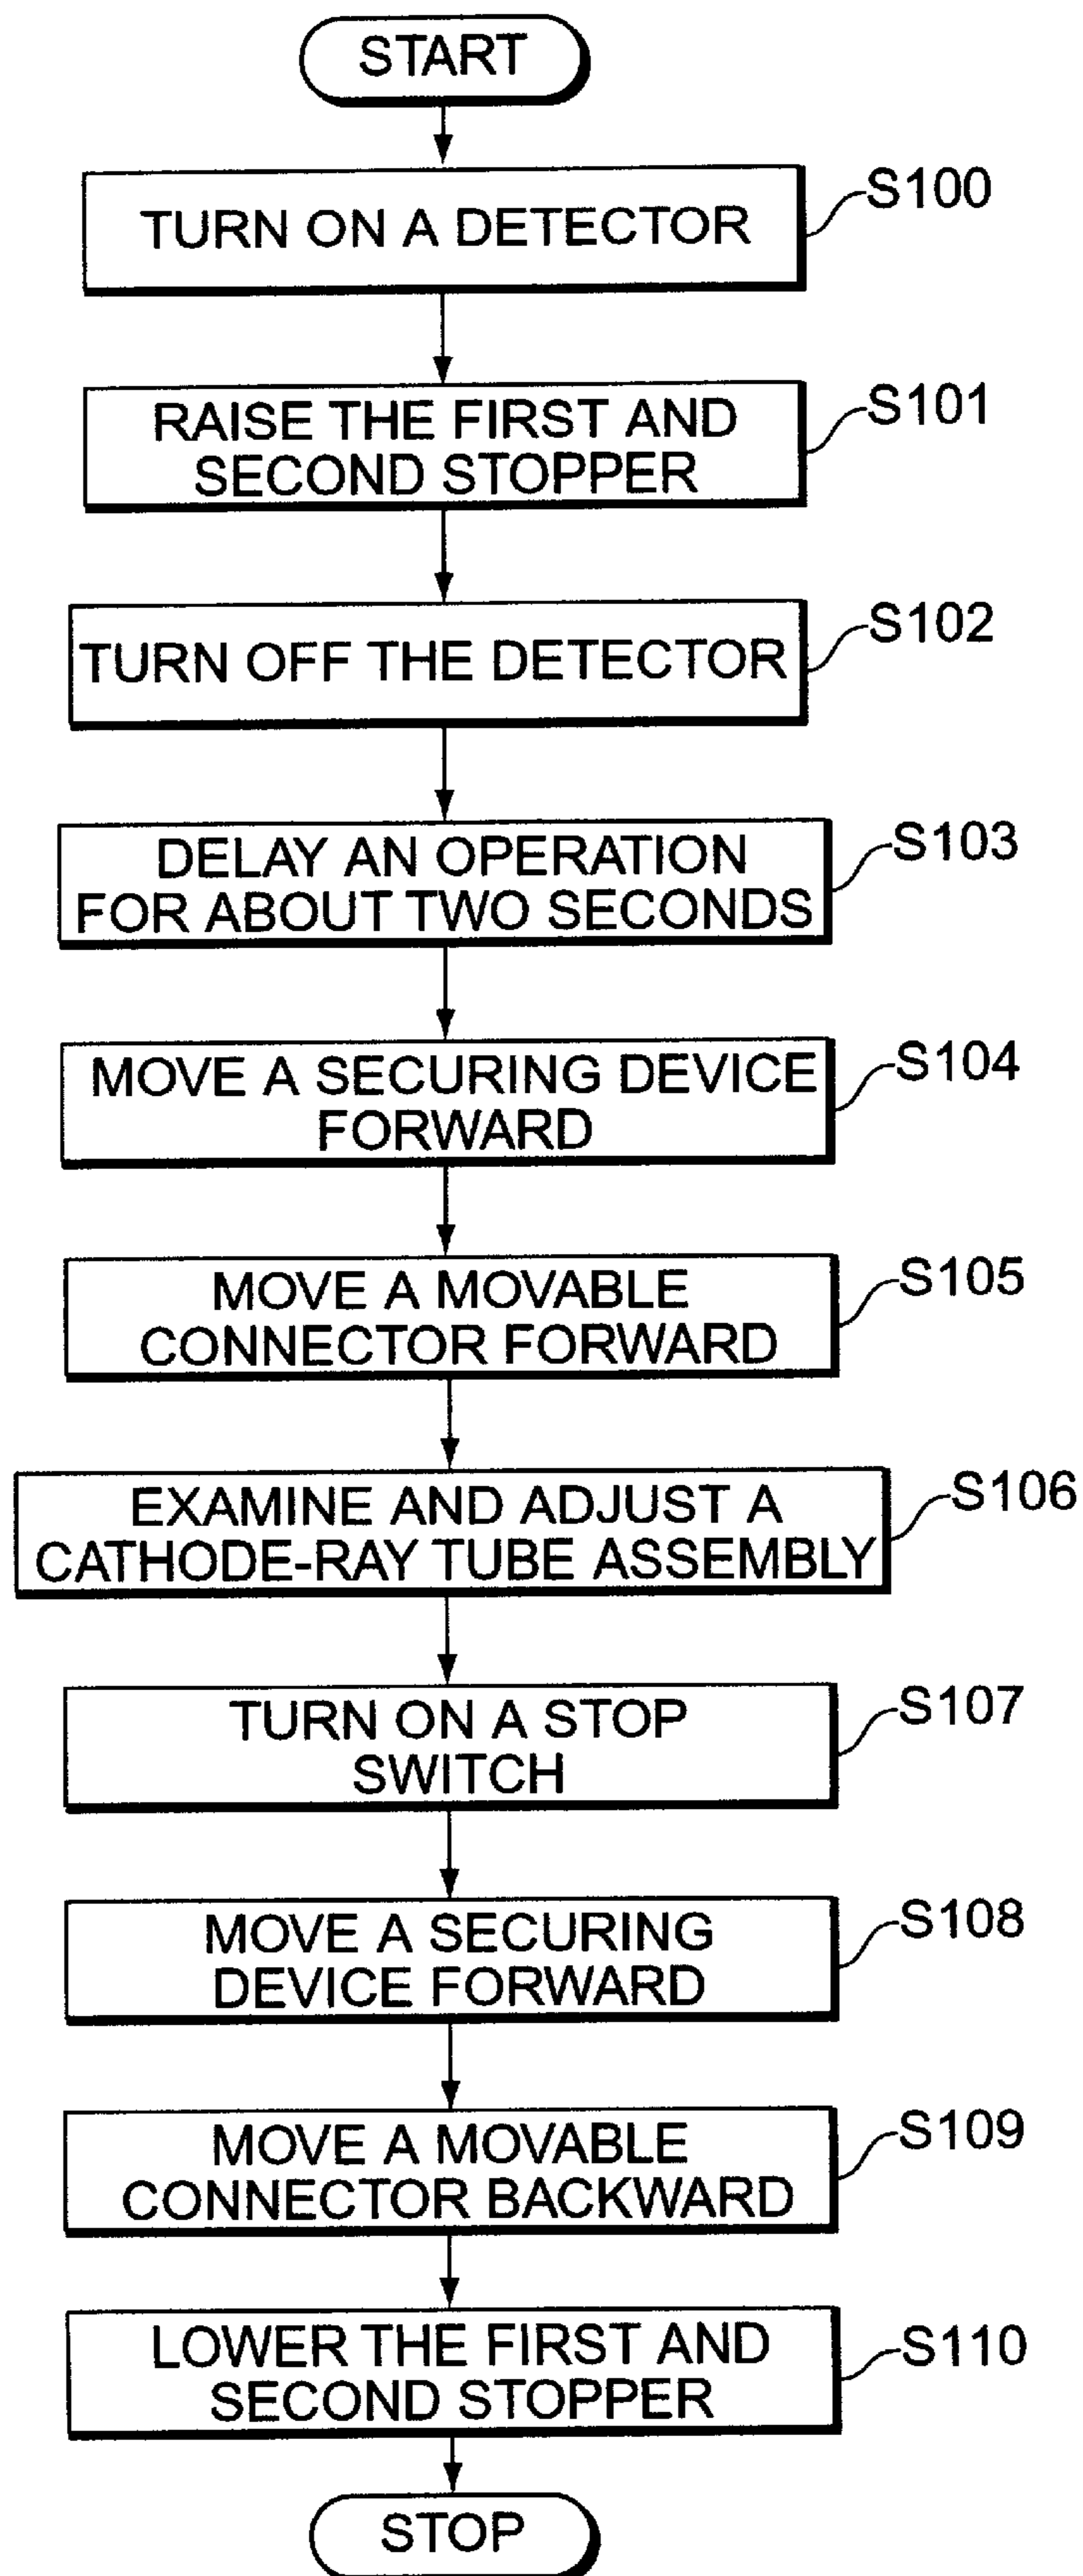 START
TURN ON A DETECTOR
S100
RAISE THE FIRST AND
SECOND STOPPER
S101
TURN OFF THE DETECTOR
S102
DELAY AN OPERATION
FOR ABOUT TWO SECONDS
S103
MOVE A SECURING DEVICE
FORWARD
S104
MOVE A MOVABLE
CONNECTOR FORWARD
S105
EXAMINE AND ADJUST A
CATHODE-RAY TUBE ASSEMBLY
S106
TURN ON A STOP
SWITCH
S107
MOVE A SECURING
DEVICE FORWARD
S108
MOVE A MOVABLE
CONNECTOR BACKWARD
S109
LOWER THE FIRST AND
SECOND STOPPER
S110
STOP